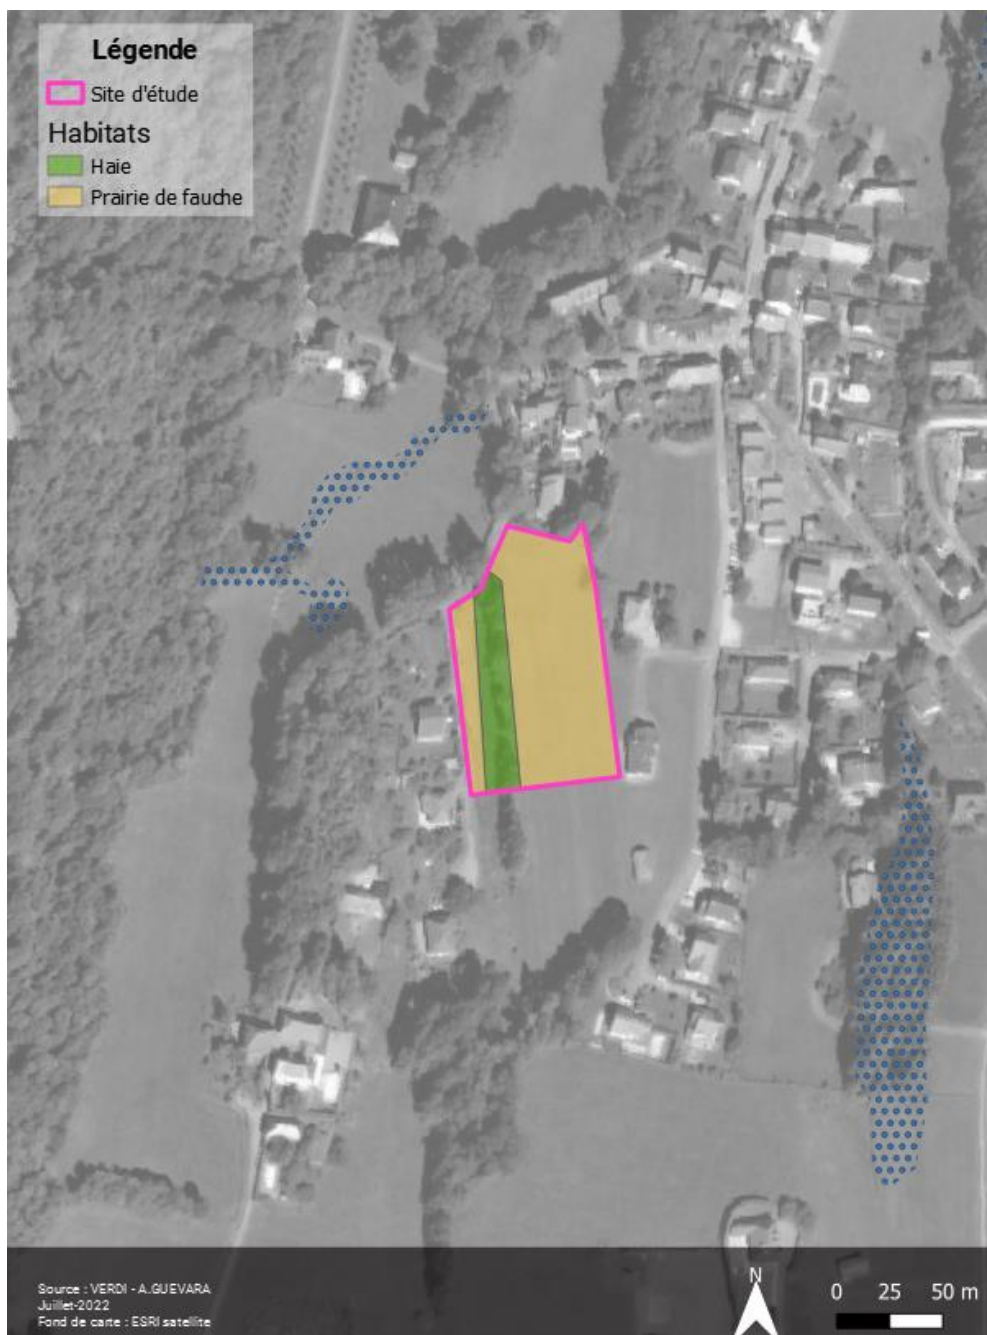 Légende
Site d'étude
Habitats
Haie
Prairie de fauche
Source : VERDI - A.GUEVARA
Juillet-2022
Fond de carte : ESRI satellite
N
0 25 50 m